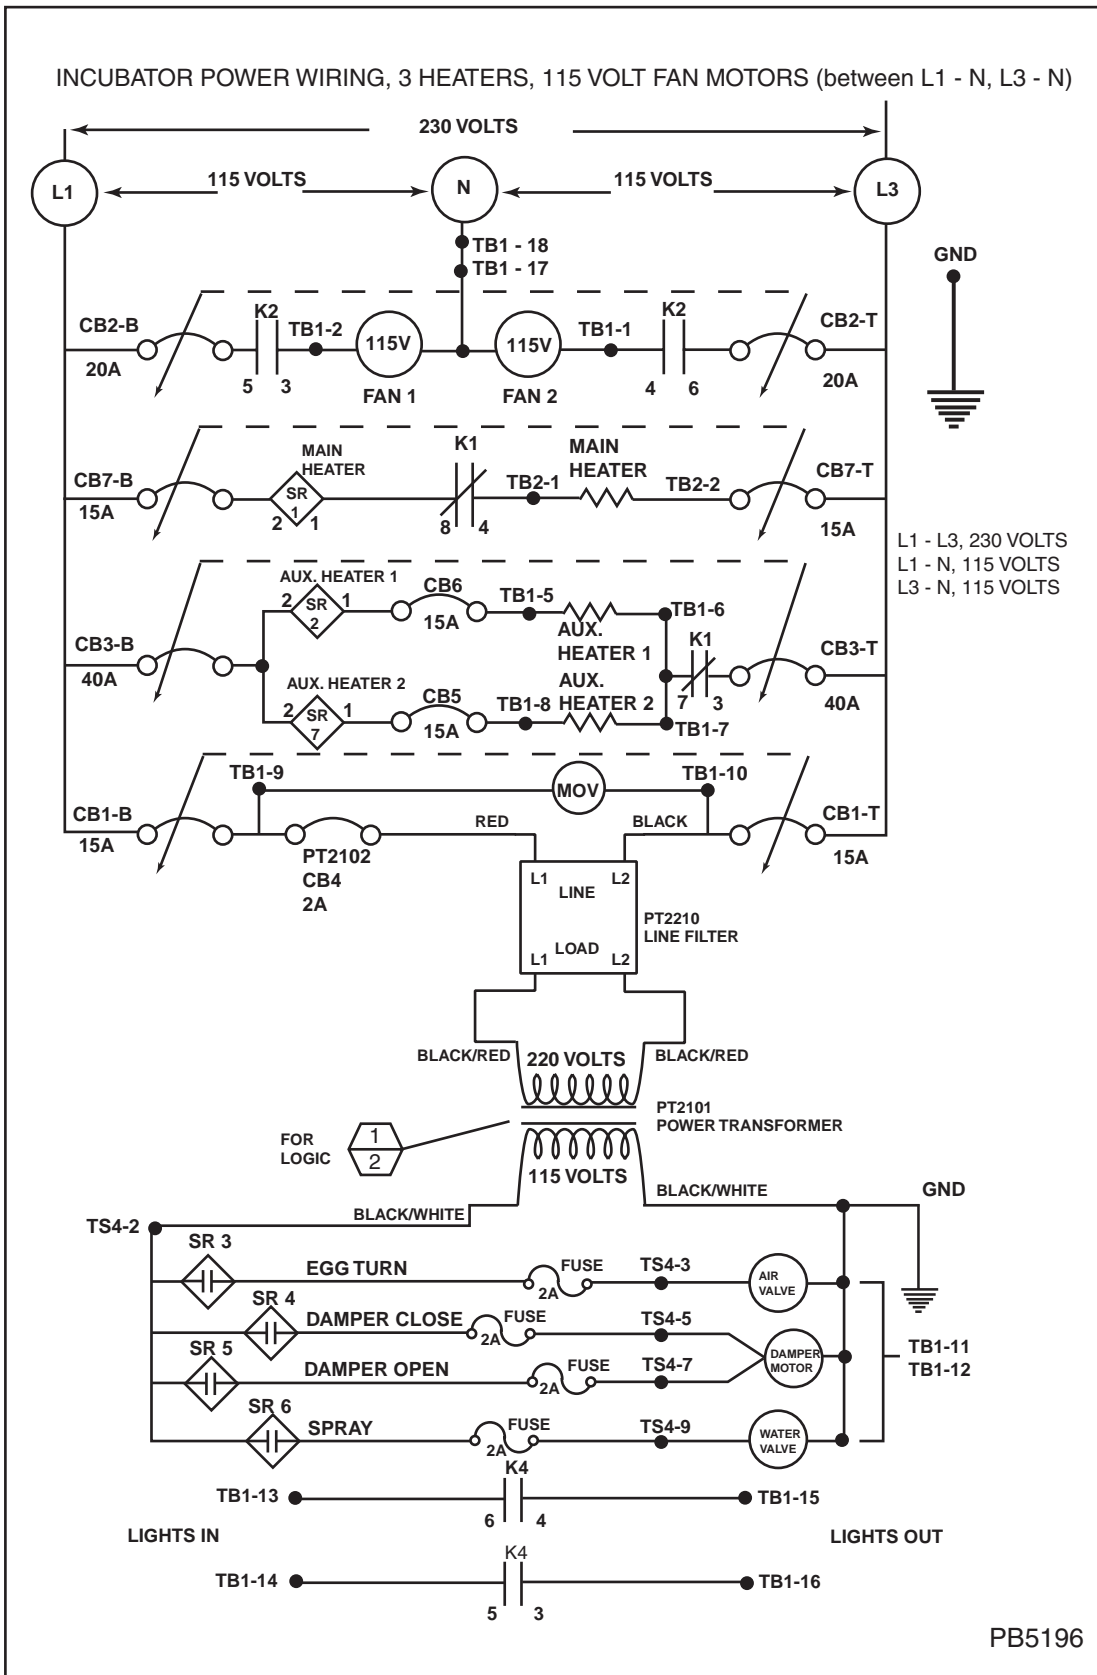 INCUBATOR POWER WIRING, 3 HEATERS, 115 VOLT FAN MOTORS (between L1 - N, L3 - N)
230 VOLTS
L1
115 VOLTS
N
115 VOLTS
L3
TB1 - 18
TB1 - 17
GND
CB2-B
20A
K2
5 3
TB1-2
115V
FAN 1
115V
FAN 2
TB1-1
K2
4 6
CB2-T
20A
CB7-B
15A
MAIN
HEATER
SR
1
2 1
K1
8 4
TB2-1
MAIN
HEATER
TB2-2
CB7-T
15A
L1 - L3, 230 VOLTS
L1 - N, 115 VOLTS
L3 - N, 115 VOLTS
CB3-B
40A
AUX. HEATER 1
2 SR 1
2
CB6
15A
TB1-5
AUX.
HEATER 1
TB1-6
AUX. HEATER 2
2 SR 1
7
CB5
15A
TB1-8
AUX.
HEATER 2
TB1-7
K1
7 3
CB3-T
40A
CB1-B
15A
TB1-9
MOV
TB1-10
CB1-T
15A
PT2102
CB4
2A
RED
BLACK
L1 L2
LINE
LOAD
L1 L2
PT2210
LINE FILTER
BLACK/RED
220 VOLTS
BLACK/RED
PT2101
POWER TRANSFORMER
FOR
LOGIC
1
2
115 VOLTS
BLACK/WHITE
BLACK/WHITE
GND
TS4-2
SR 3
EGG TURN
FUSE
2A
TS4-3
AIR
VALVE
SR 4
DAMPER CLOSE
FUSE
2A
TS4-5
DAMPER
MOTOR
SR 5
DAMPER OPEN
FUSE
2A
TS4-7
TB1-11
TB1-12
SR 6
SPRAY
FUSE
2A
TS4-9
WATER
VALVE
TB1-13
K4
6 4
TB1-15
LIGHTS IN
LIGHTS OUT
TB1-14
K4
5 3
TB1-16
PB5196